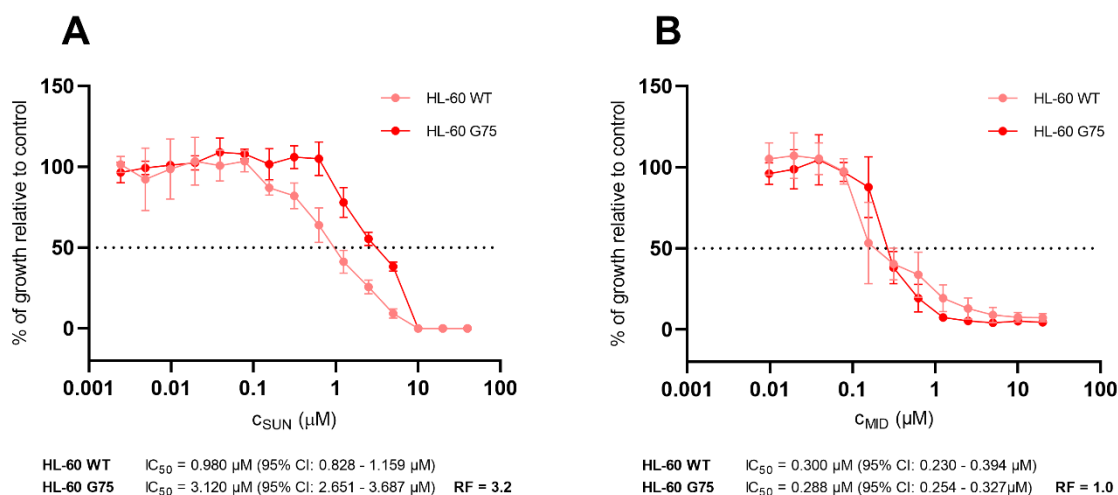 A
% of growth relative to control
150
100
50
0
0.001
0.01
0.1
1
10
100
cSUN (μM)
HL-60 WT
HL-60 G75
HL-60 WT IC50 = 0.980 μM (95% CI: 0.828 - 1.159 μM)
HL-60 G75 IC50 = 3.120 μM (95% CI: 2.651 - 3.687 μM) RF = 3.2
B
% of growth relative to control
150
100
50
0
0.001
0.01
0.1
1
10
100
cMID (μM)
HL-60 WT
HL-60 G75
HL-60 WT IC50 = 0.300 μM (95% CI: 0.230 - 0.394 μM)
HL-60 G75 IC50 = 0.288 μM (95% CI: 0.254 - 0.327μM) RF = 1.0